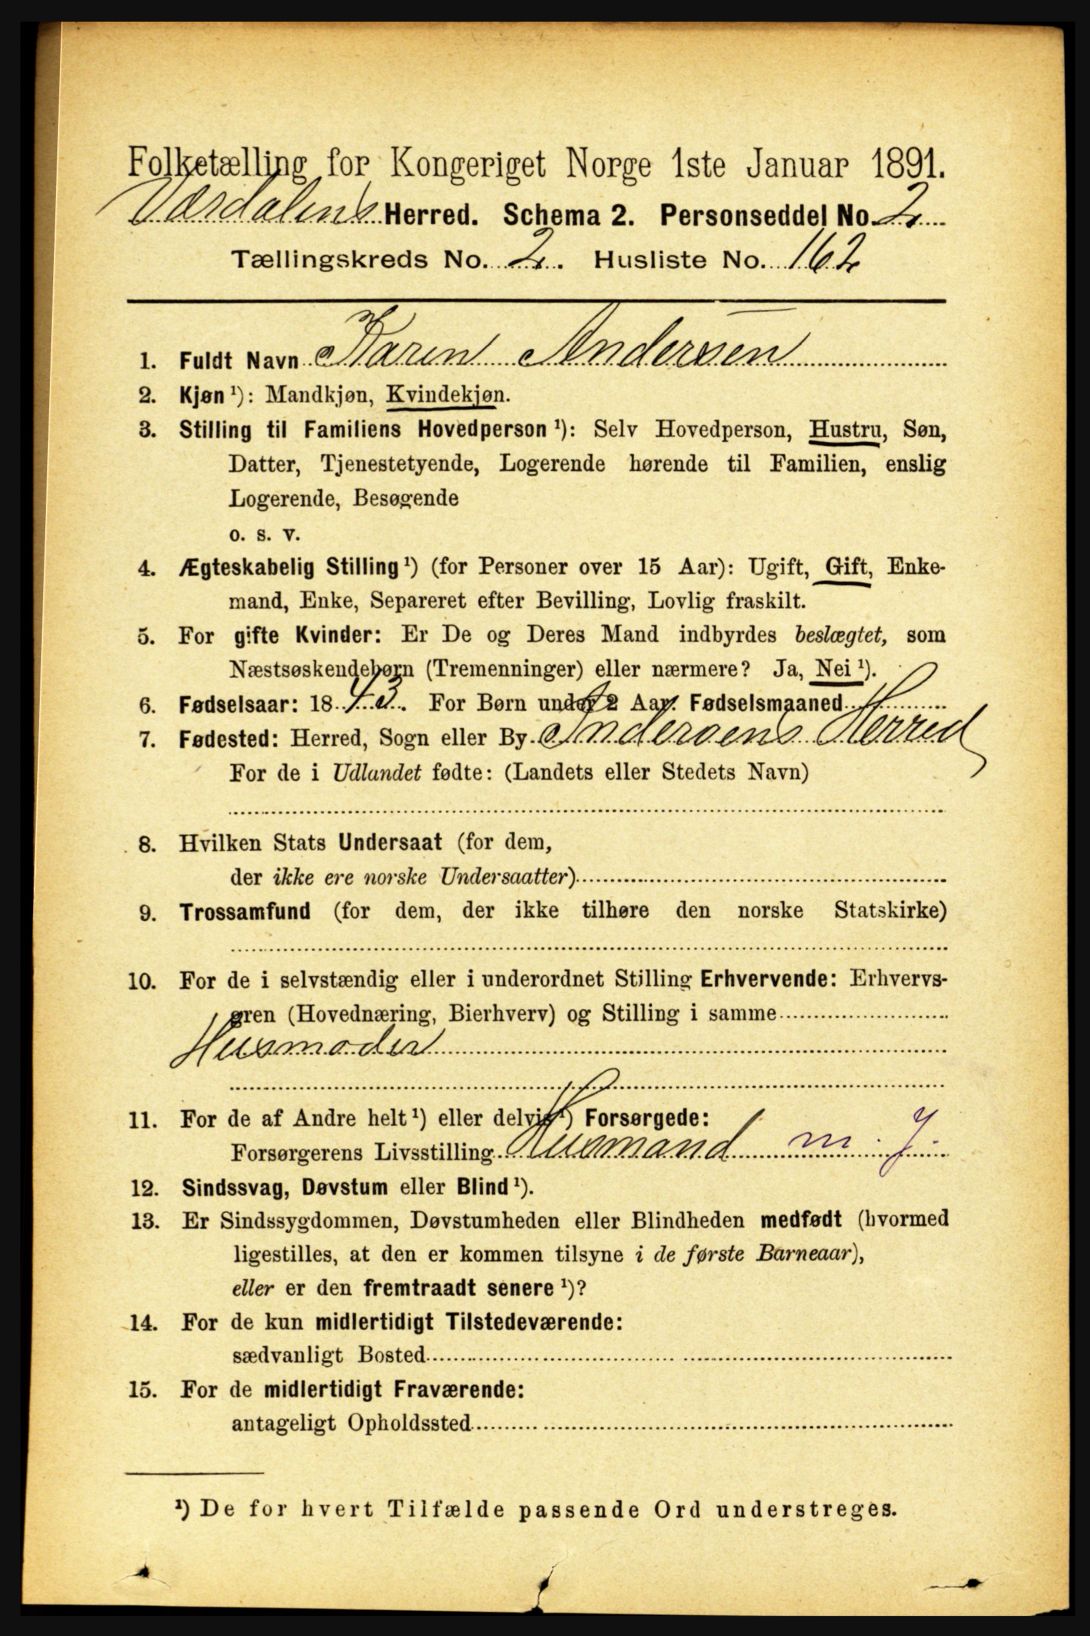 Folketælling for Kongeriget Norge 1ste Januar 1891.
Værdalens Herred. Schema 2. Personseddel No. 2
Tællingskreds No. 2. Husliste No. 162
1. Fuldt Navn Karen Andersen
2. Kjøn ¹): Mandkjøn, Kvindekjøn.
3. Stilling til Familiens Hovedperson ¹): Selv Hovedperson, Hustru, Søn,
Datter, Tjenestetyende, Logerende hørende til Familien, enslig
Logerende, Besøgende
o. s. v.
4. Ægteskabelig Stilling ¹) (for Personer over 15 Aar): Ugift, Gift, Enke-
mand, Enke, Separeret efter Bevilling, Lovlig fraskilt.
5. For gifte Kvinder: Er De og Deres Mand indbyrdes beslægtet, som
Næstsøskendebørn (Tremenninger) eller nærmere? Ja, Nei ¹).
6. Fødselsaar: 1843. For Børn under 2 Aar: Fødselsmaaned
7. Fødested: Herred, Sogn eller By Inderøens Herred
For de i Udlandet fødte: (Landets eller Stedets Navn)
8. Hvilken Stats Undersaat (for dem,
der ikke ere norske Undersaatter)
9. Trossamfund (for dem, der ikke tilhøre den norske Statskirke)
10. For de i selvstændig eller i underordnet Stilling Erhvervende: Erhvervs-
gren (Hovednæring, Bierhverv) og Stilling i samme
Husmoder
11. For de af Andre helt ¹) eller delvis ¹) Forsørgede:
Forsørgerens Livsstilling Husmand m. j.
12. Sindssvag, Døvstum eller Blind ¹).
13. Er Sindssygdommen, Døvstumheden eller Blindheden medfødt (hvormed
ligestilles, at den er kommen tilsyne i de første Barneaar),
eller er den fremtraadt senere ¹)?
14. For de kun midlertidigt Tilstedeværende:
sædvanligt Bosted
15. For de midlertidigt Fraværende:
antageligt Opholdssted
¹) De for hvert Tilfælde passende Ord understreges.